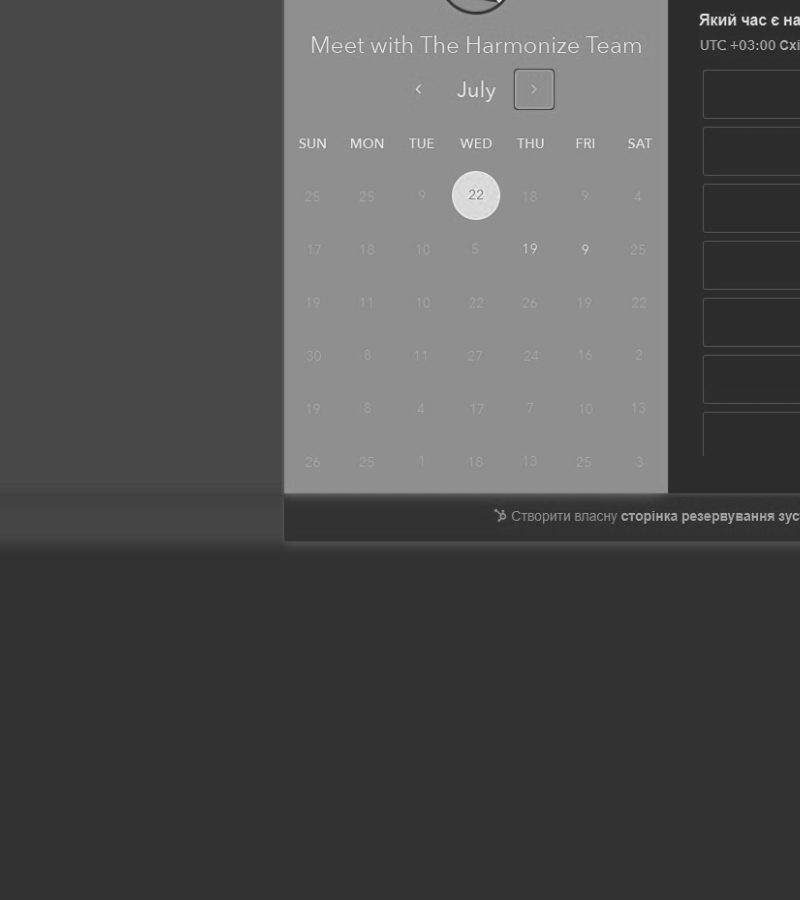 Який час є на
Meet with The Harmonize Team
UTC +03:00 Схі
July
SUN MON TUE WED THU FRI SAT
25 25 9 22 18 9 4
17 18 10 5 19 9 25
19 11 10 22 26 19 22
30 8 11 27 24 16 2
19 8 4 17 7 10 13
26 25 1 18 13 25 3
Створити власну сторінка резервування зус